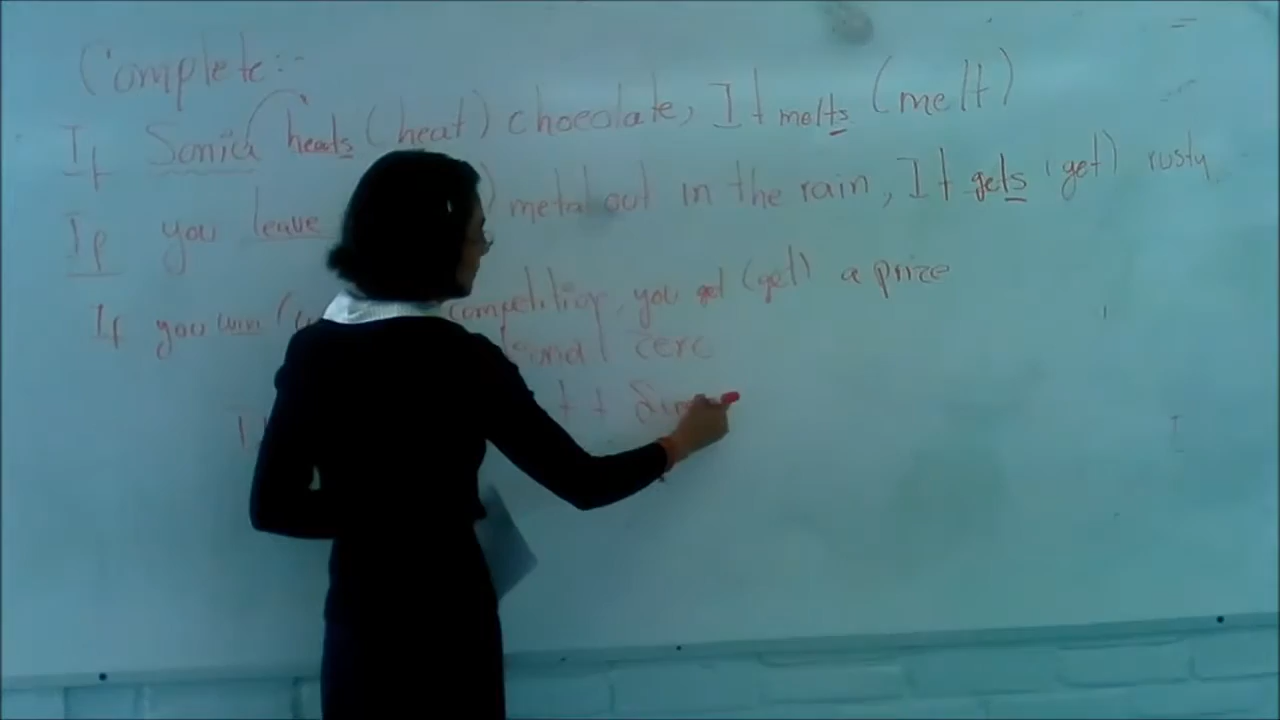 Complete:-
If Sonia heats (heat) chocolate, It melts (melt)
If you leave ) metal out in the rain, It gets (get) rusty
If you win ( competition, you get (get) a prize
zero
+